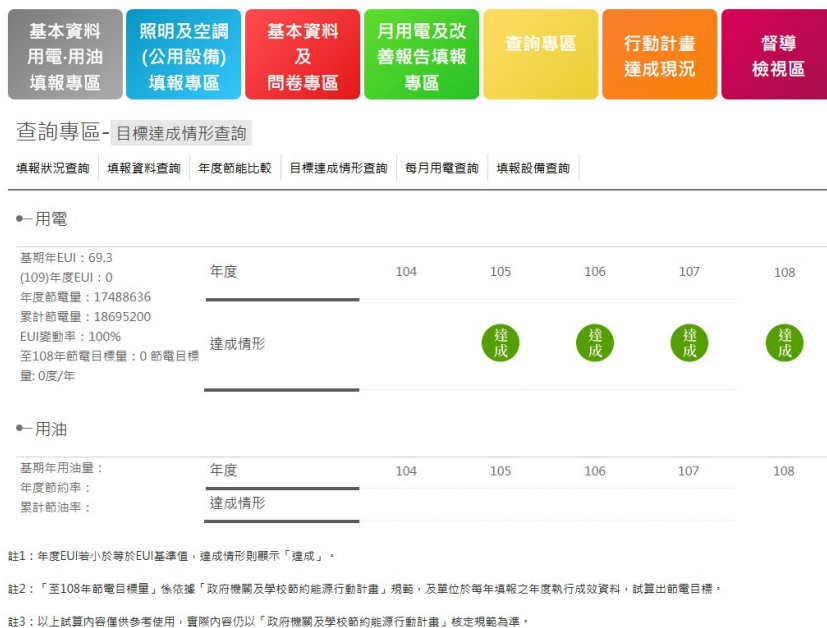 基本資料
用電‧用油
填報專區
照明及空調
(公用設備)
填報專區
基本資料
及
問卷專區
月用電及改
善報告填報
專區
查詢專區
行動計畫
達成現況
督導
檢視區
查詢專區-目標達成情形查詢
填報狀況查詢 填報資料查詢 年度節能比較 目標達成情形查詢 每月用電查詢 填報設備查詢
用電
基期年EUI：69.3
(109)年度EUI：0
年度節電量：17488636
累計節電量：18695200
EUI變動率：100%
至108年節電目標量：0 節電目標
量: 0度/年
年度 104 105 106 107 108
達成情形 達成 達成 達成 達成
用油
基期年用油量：
年度節約率：
累計節油率：
年度 104 105 106 107 108
達成情形
註1：年度EUI若小於等於EUI基準值，達成情形則顯示「達成」。
註2：「至108年節電目標量」係依據「政府機關及學校節約能源行動計畫」規範，及單位於每年填報之年度執行成效資料，試算出節電目標。
註3：以上試算內容僅供參考使用，實際內容仍以「政府機關及學校節約能源行動計畫」核定規範為準。